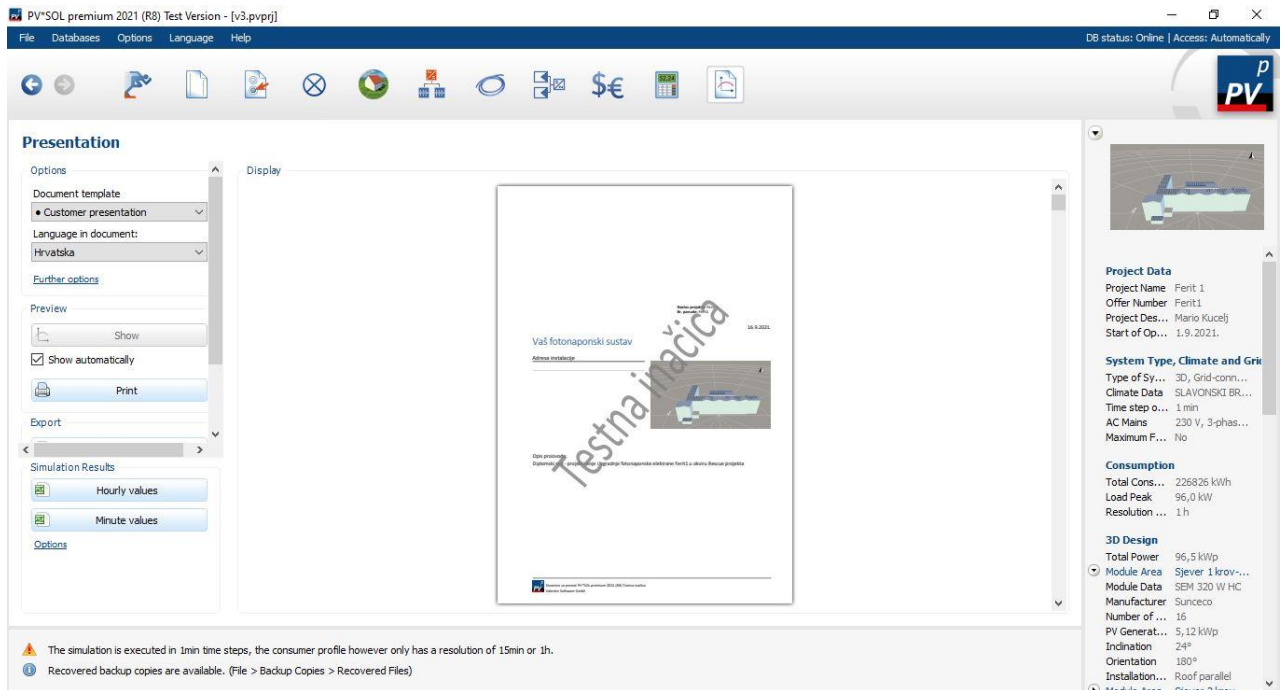 PV*SOL premium 2021 (R8) Test Version - [v3.pvprj]
File Databases Options Language Help
DB status: Online | Access: Automatically
$€
52,24
p
PV
Presentation
Options
Document template
• Customer presentation
Language in document:
Hrvatska
Further options
Preview
Show
Show automatically
Print
Export
Simulation Results
Hourly values
Minute values
Options
Display
16.9.2021.
Vaš fotonaponski sustav
Adresa instalacije
Testna inačica
Opis projekta:
Project Data
Project Name Ferit 1
Offer Number Ferit1
Project Des... Mario Kucelj
Start of Op... 1.9.2021.
System Type, Climate and Grid
Type of Sy... 3D, Grid-conn...
Climate Data SLAVONSKI BR...
Time step o... 1 min
AC Mains 230 V, 3-phas...
Maximum F... No
Consumption
Total Cons... 226826 kWh
Load Peak 96,0 kW
Resolution ... 1 h
3D Design
Total Power 96,5 kWp
Module Area Sjever 1 krov-...
Module Data SEM 320 W HC
Manufacturer Sunceco
Number of ... 16
PV Generat... 5,12 kWp
Inclination 24°
Orientation 180°
Installation... Roof parallel
Module Area Sjever 2 krov-...
The simulation is executed in 1min time steps, the consumer profile however only has a resolution of 15min or 1h.
Recovered backup copies are available. (File > Backup Copies > Recovered Files)